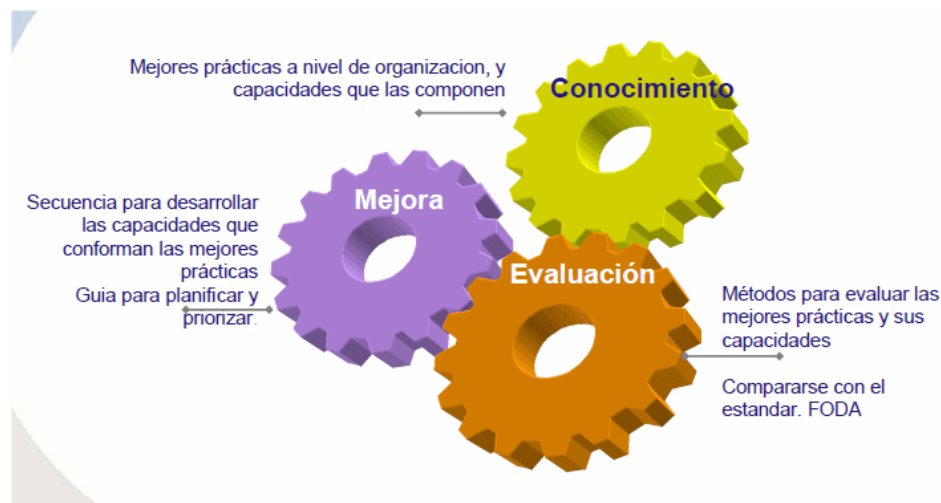 Mejores prácticas a nivel de organizacion, y
capacidades que las componen
Conocimiento
Mejora
Secuencia para desarrollar
las capacidades que
conforman las mejores
prácticas
Guia para planificar y
priorizar.
Evaluación
Métodos para evaluar las
mejores prácticas y sus
capacidades
Compararse con el
estandar. FODA